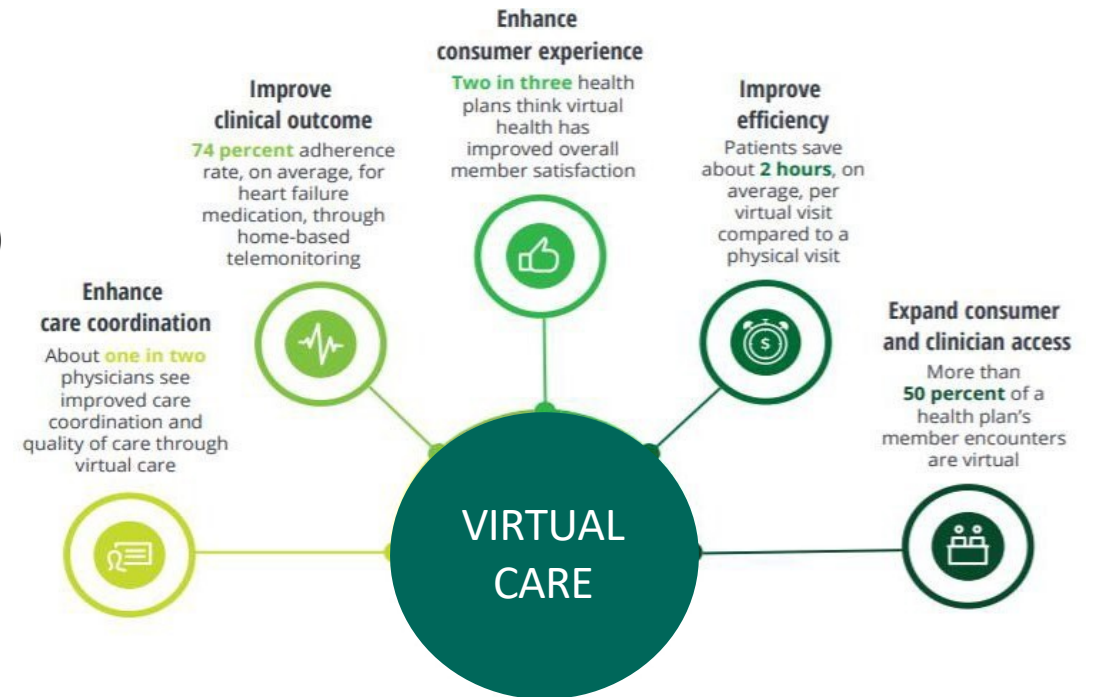 Enhance
care coordination
About one in two
physicians see
improved care
coordination and
quality of care through
virtual care
Improve
clinical outcome
74 percent adherence
rate, on average, for
heart failure
medication, through
home-based
telemonitoring
Enhance
consumer experience
Two in three health
plans think virtual
health has
improved overall
member satisfaction
Improve
efficiency
Patients save
about 2 hours, on
average, per
virtual visit
compared to a
physical visit
$
Expand consumer
and clinician access
More than
50 percent of a
health plan's
member encounters
are virtual
VIRTUAL
CARE
)